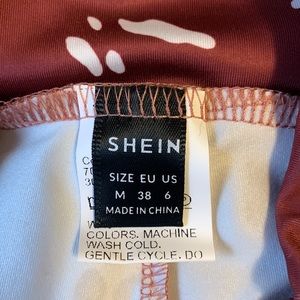 SHEIN
SIZE EU US
M 38 6
MADE IN CHINA
COLORS. MACHINE
WASH COLD.
GENTLE CYCLE. DO